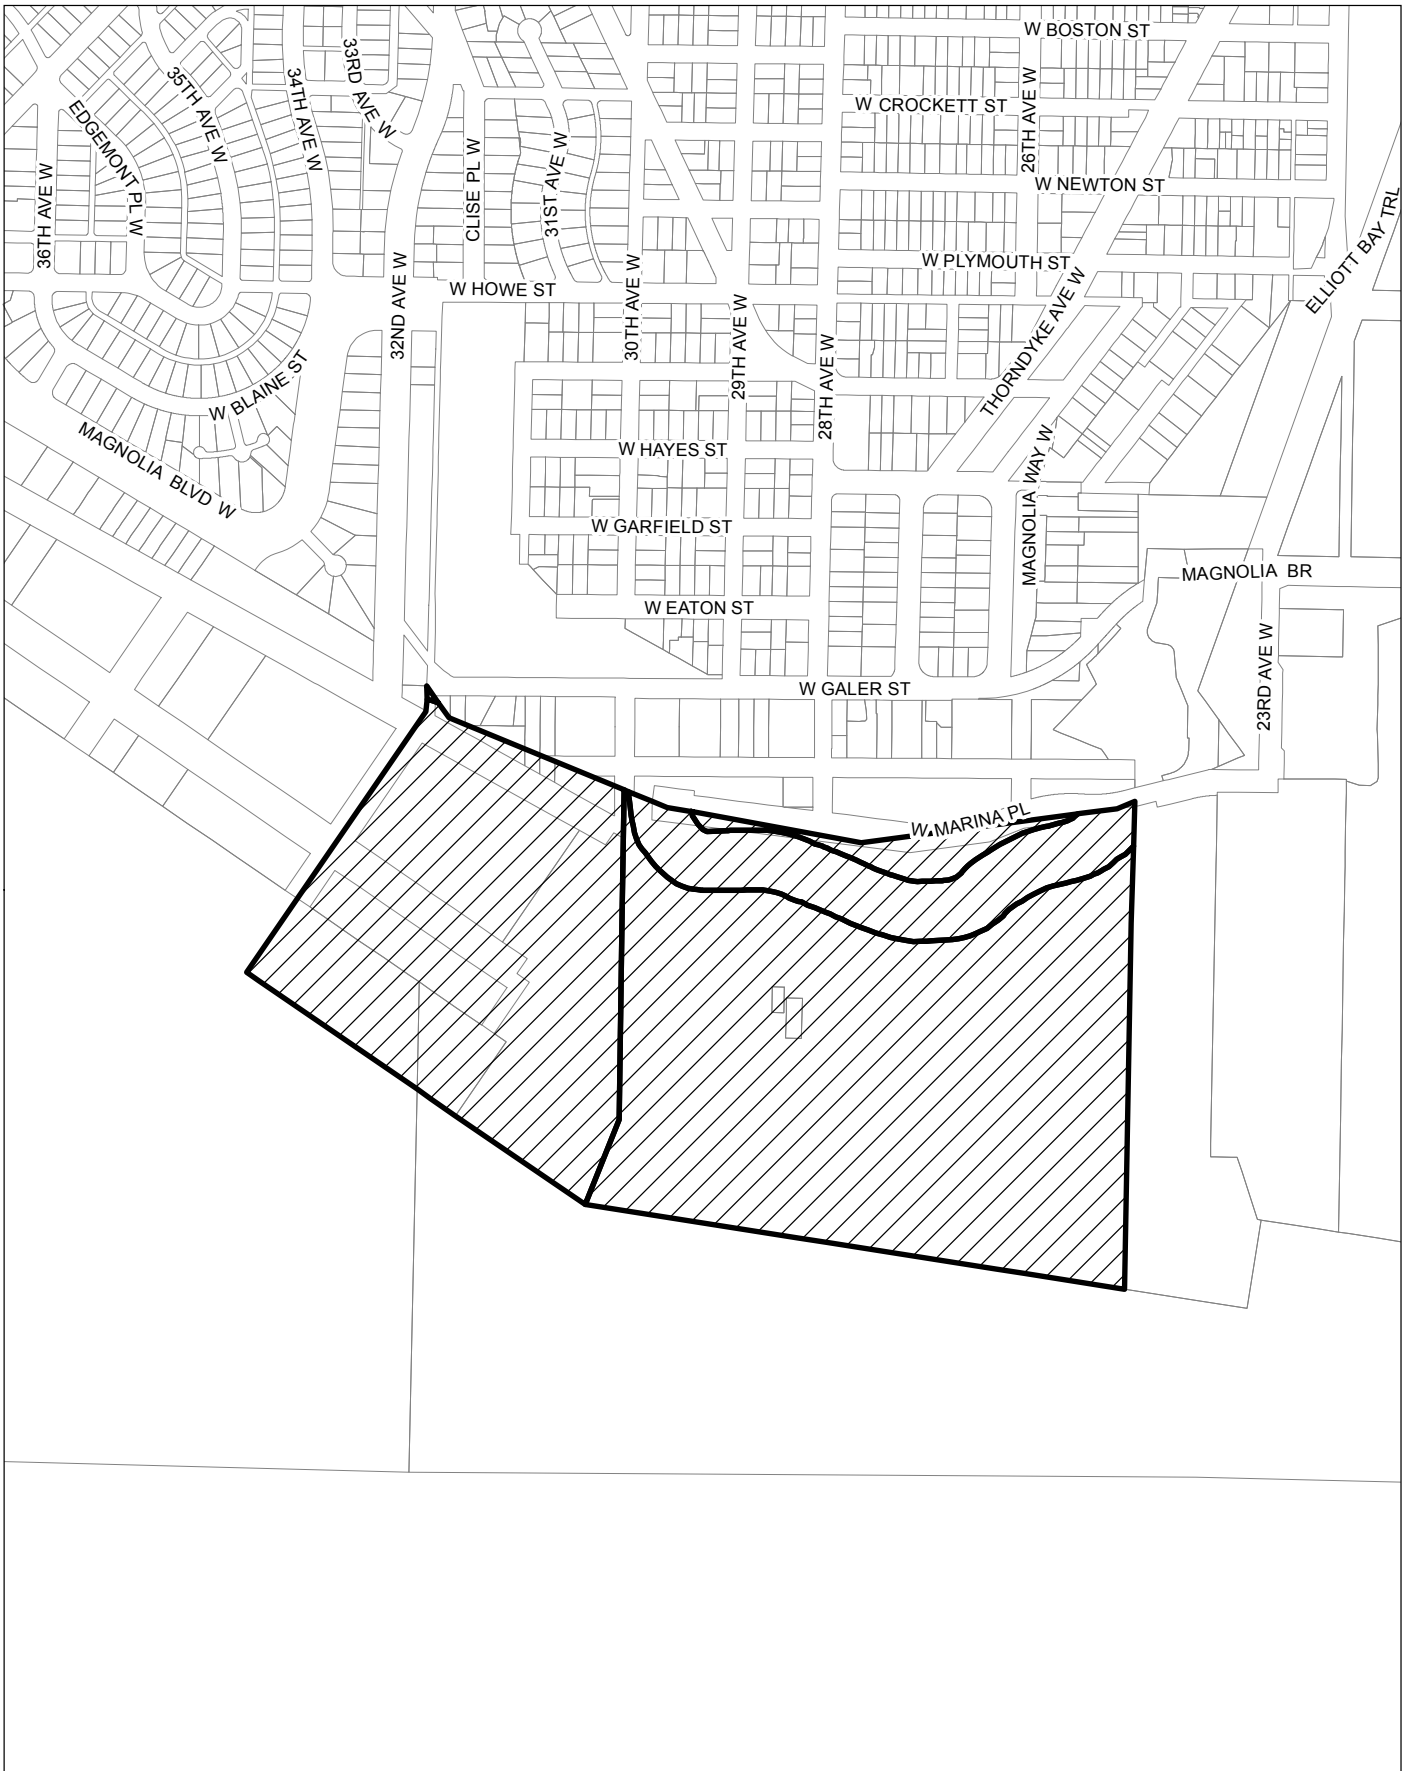 W BOSTON ST
33RD AVE W
35TH AVE W
34TH AVE W
26TH AVE W
W CROCKETT ST
EDGEMONT PL W
36TH AVE W
CLISE PL W
31ST AVE W
W NEWTON ST
ELLIOTT BAY TRL
W PLYMOUTH ST
W HOWE ST
32ND AVE W
30TH AVE W
29TH AVE W
28TH AVE W
THORNDYKE AVE W
W BLAINE ST
MAGNOLIA BLVD W
W HAYES ST
MAGNOLIA WAY W
W GARFIELD ST
MAGNOLIA BR
W EATON ST
23RD AVE W
W GALER ST
W MARINA PL